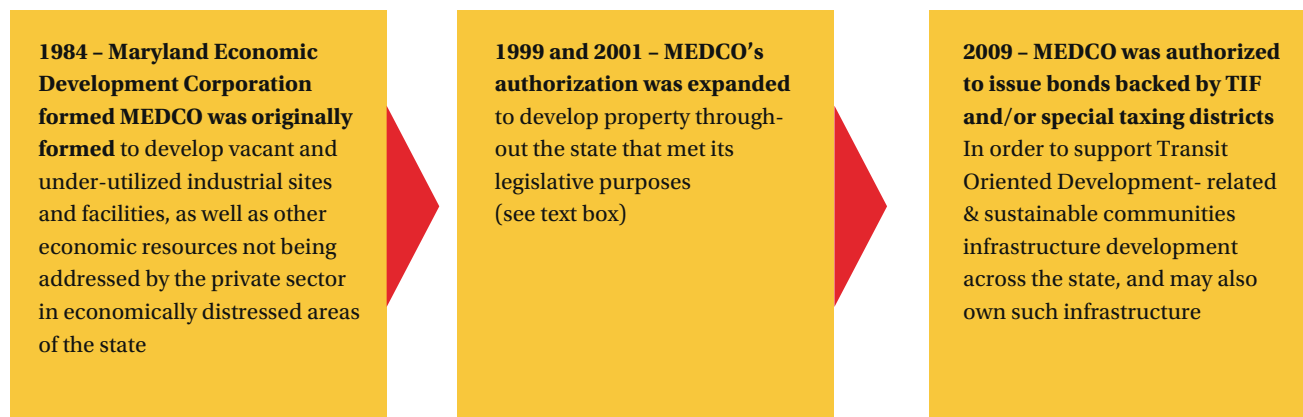 1984 – Maryland Economic
Development Corporation
formed MEDCO was originally
formed to develop vacant and
under-utilized industrial sites
and facilities, as well as other
economic resources not being
addressed by the private sector
in economically distressed areas
of the state
1999 and 2001 – MEDCO’s
authorization was expanded
to develop property through-
out the state that met its
legislative purposes
(see text box)
2009 – MEDCO was authorized
to issue bonds backed by TIF
and/or special taxing districts
In order to support Transit
Oriented Development- related
& sustainable communities
infrastructure development
across the state, and may also
own such infrastructure